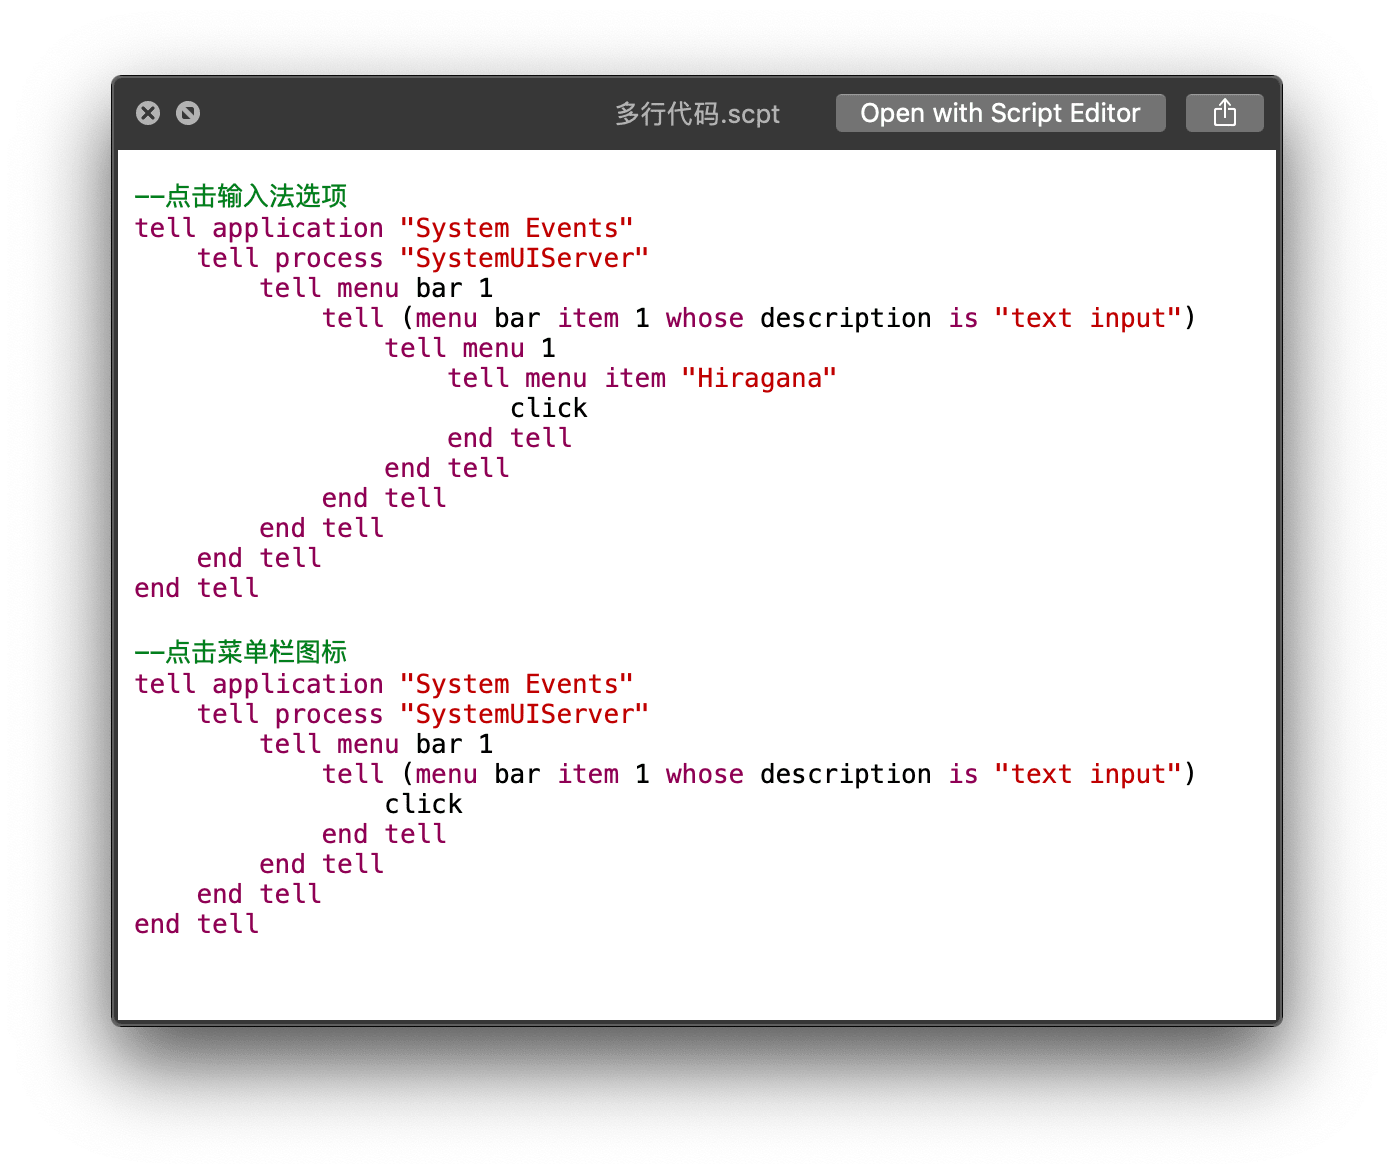 多行代码.scpt
Open with Script Editor
--点击输入法选项
tell application "System Events"
    tell process "SystemUIServer"
        tell menu bar 1
            tell (menu bar item 1 whose description is "text input")
                tell menu 1
                    tell menu item "Hiragana"
                        click
                    end tell
                end tell
            end tell
        end tell
    end tell
end tell

--点击菜单栏图标
tell application "System Events"
    tell process "SystemUIServer"
        tell menu bar 1
            tell (menu bar item 1 whose description is "text input")
                click
            end tell
        end tell
    end tell
end tell